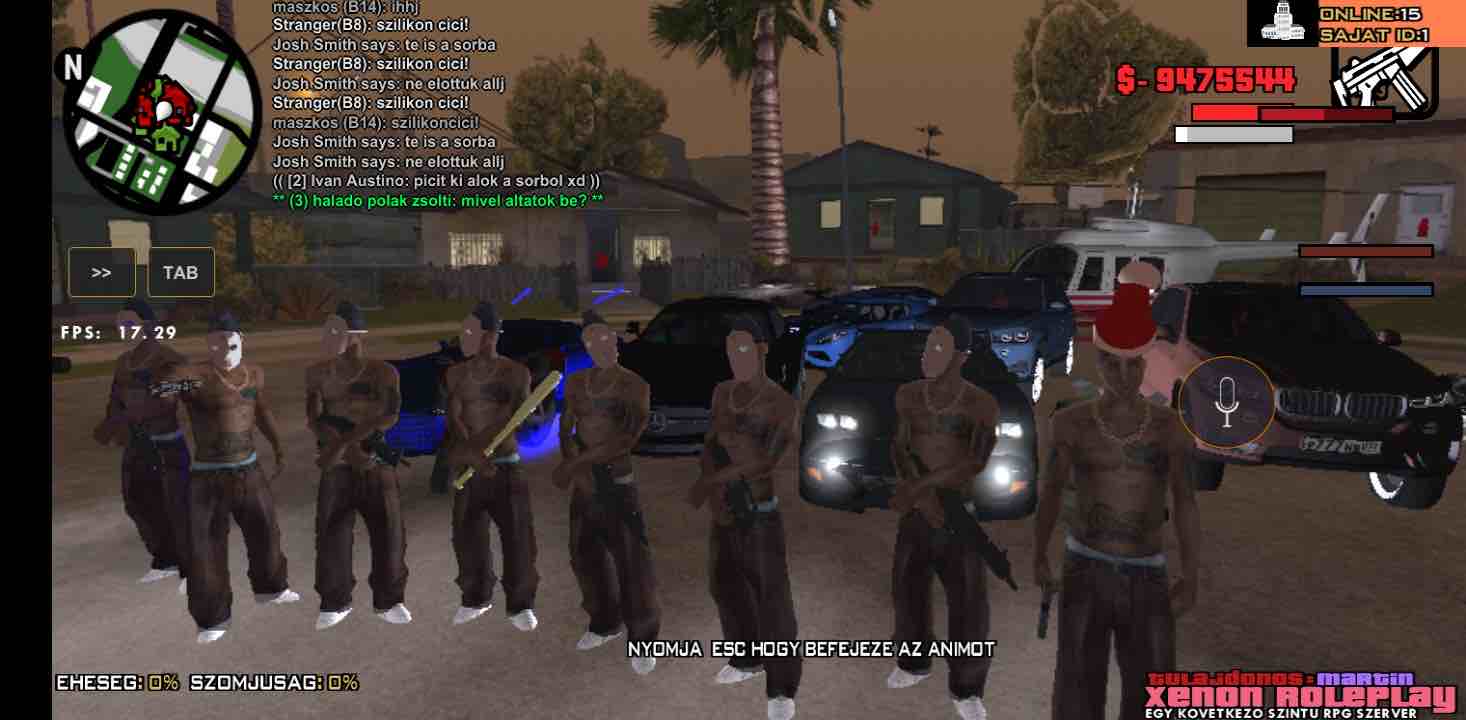 maszkos (B14): ihhj
Stranger(B8): szilikon cici!
Josh Smith says: te is a sorba
Stranger(B8): szilikon cici!
Josh Smith says: ne elottuk allj
Stranger(B8): szilikon cici!
maszkos (B14): szilikoncici!
Josh Smith says: te is a sorba
Josh Smith says: ne elottuk allj
(( [2] Ivan Austino: picit ki alok a sorbol xd ))
** (3) halado polak zsolti: mivel altatok be? **
N
ONLINE:15
SAJAT ID:1
$- 9475544
>> TAB
FPS: 17.29
NYOMJA ESC HOGY BEFEJEZE AZ ANIMOT
EHESEG: 0% SZOMJUSAG: 0%
TULAJDONOS: MARTIN
XENON ROLEPLAY
EGY KOVETKEZO SZINTU RPG SZERVER